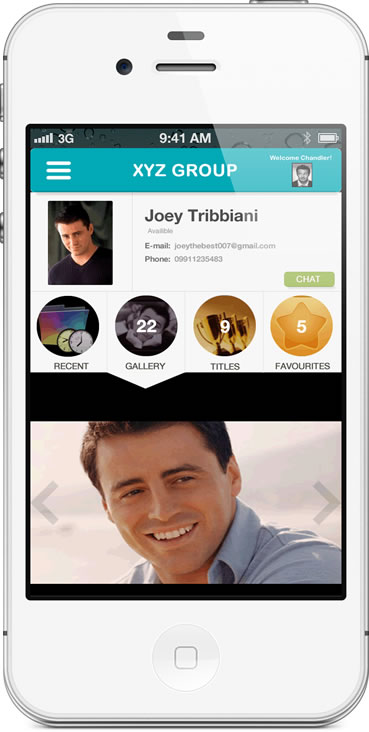 3G 9:41 AM
Welcome Chandler!
XYZ GROUP
Joey Tribbiani
Availible
E-mail: joeythebest007@gmail.com
Phone: 09911235483
CHAT
22 9 5
RECENT GALLERY TITLES FAVOURITES